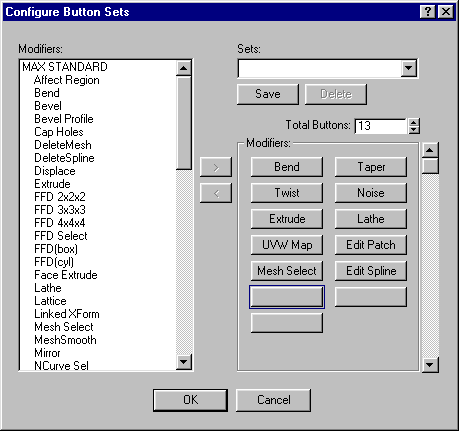 Configure Button Sets
Modifiers:
MAX STANDARD
Affect Region
Bend
Bevel
Bevel Profile
Cap Holes
DeleteMesh
DeleteSpline
Displace
Extrude
FFD 2x2x2
FFD 3x3x3
FFD 4x4x4
FFD Select
FFD(box)
FFD(cyl)
Face Extrude
Lathe
Lattice
Linked XForm
Mesh Select
MeshSmooth
Mirror
NCurve Sel
>
<
Sets:
Save Delete
Total Buttons: 13
Modifiers:
Bend Taper
Twist Noise
Extrude Lathe
UVW Map Edit Patch
Mesh Select Edit Spline
OK Cancel